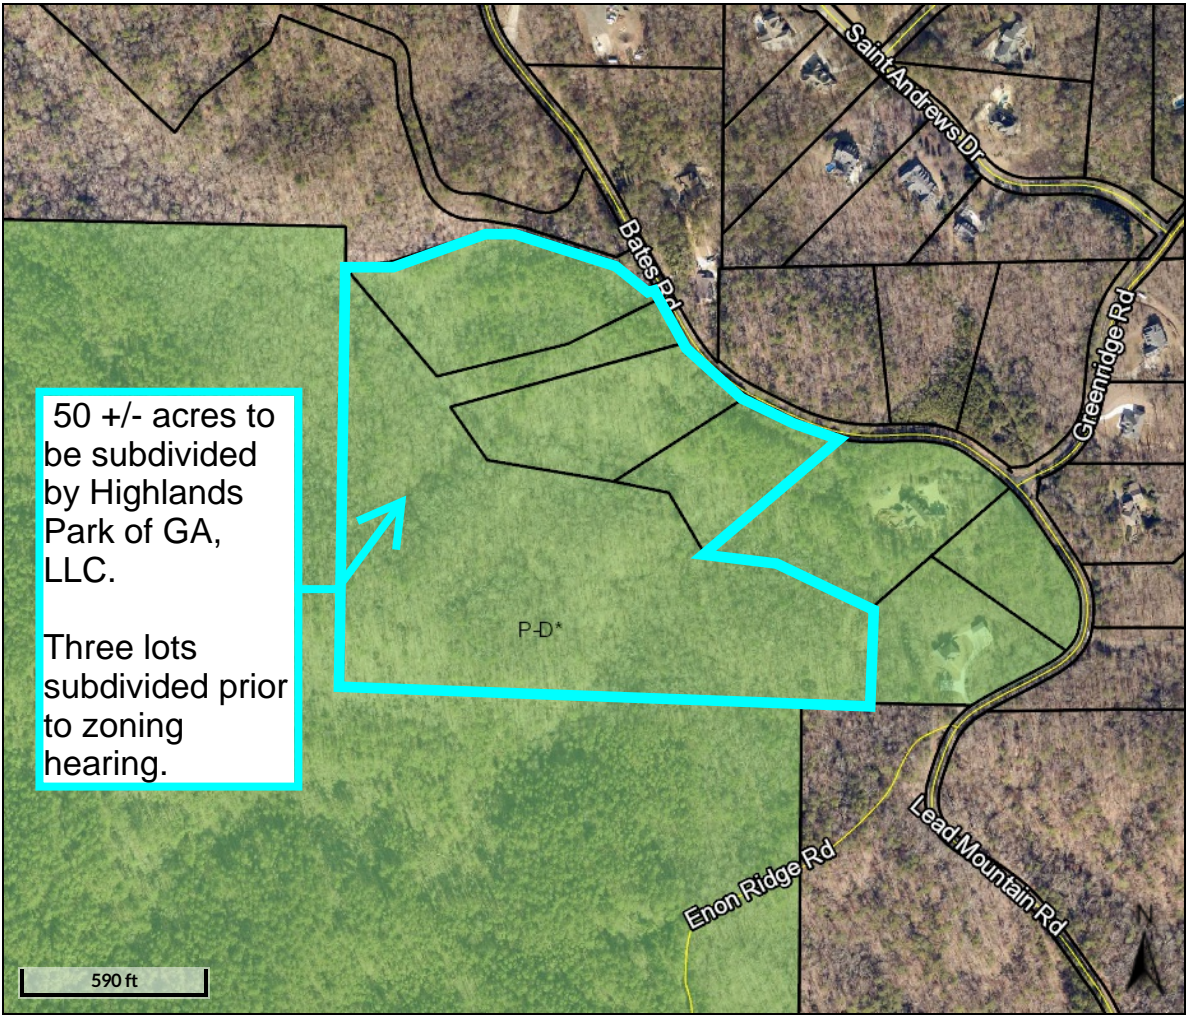 Saint Andrews Dr
Bates Rd
Greenridge Rd
50 +/- acres to
be subdivided
by Highlands
Park of GA,
LLC.
Three lots
subdivided prior
to zoning
hearing.
P-D*
Lead Mountain Rd
Enon Ridge Rd
N
590 ft